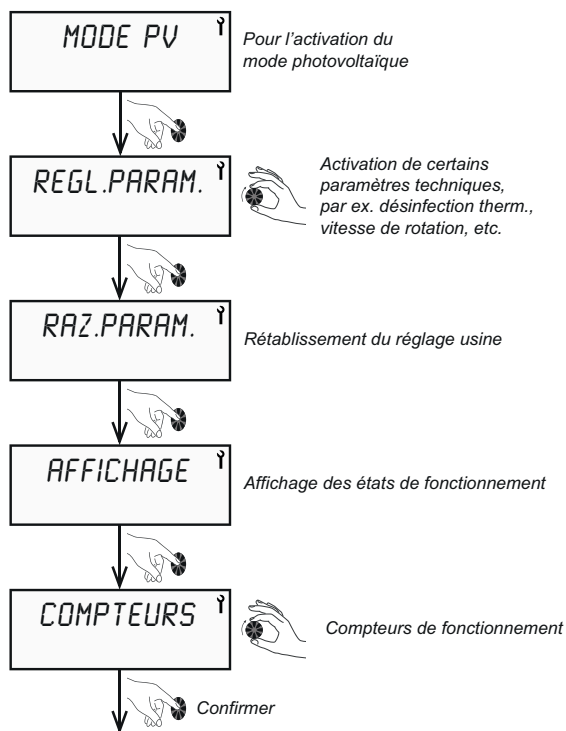 MODE PV
Pour l'activation du
mode photovoltaïque
REGL.PARAM.
Activation de certains
paramètres techniques,
par ex. désinfection therm.,
vitesse de rotation, etc.
RAZ.PARAM.
Rétablissement du réglage usine
AFFICHAGE
Affichage des états de fonctionnement
COMPTEURS
Compteurs de fonctionnement
Confirmer